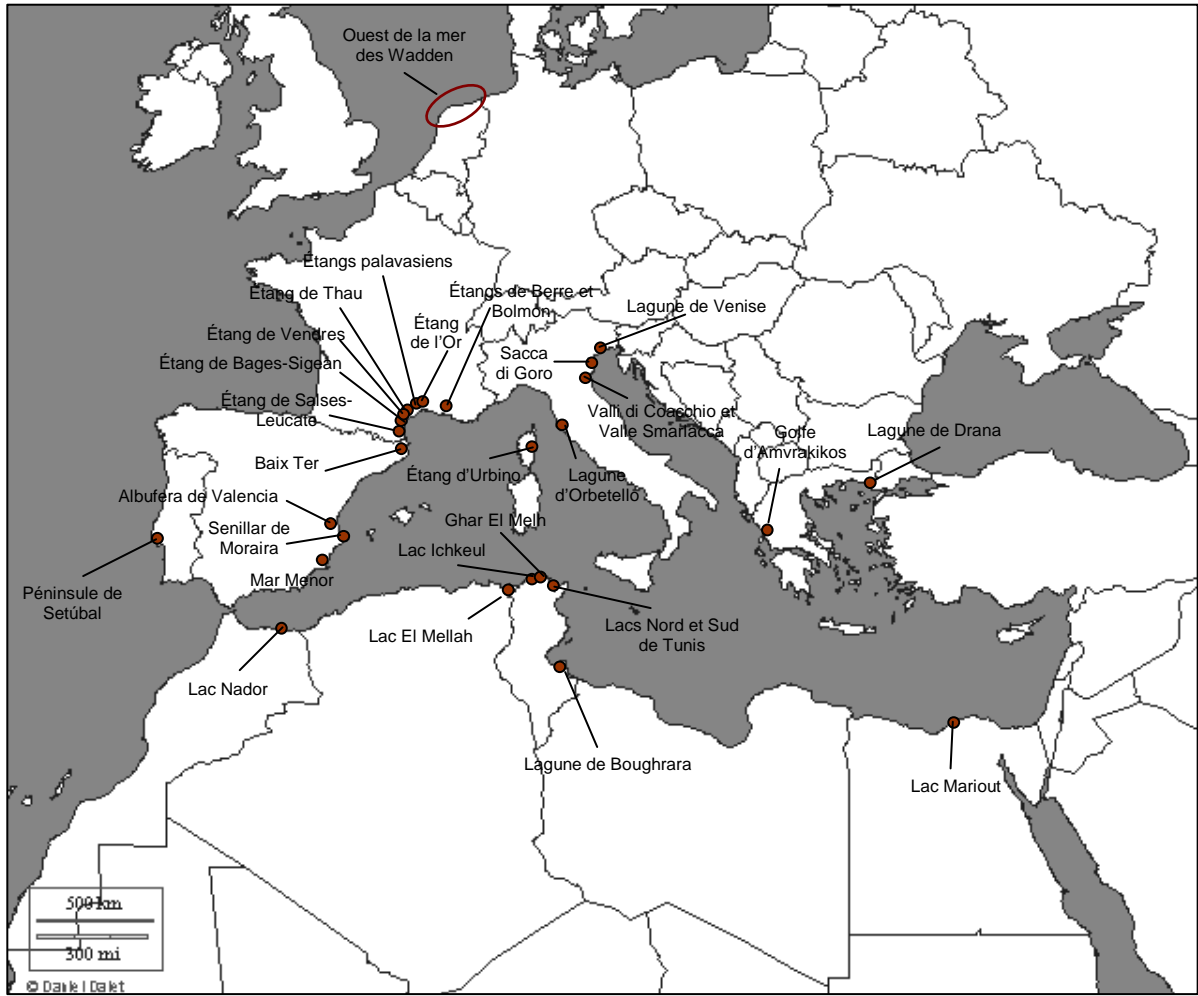 Ouest de la mer
des Wadden
Étangs palavasiens
Étang de Thau
Étangs de Berre et
Bolmon
Étang
de l'Or
Lagune de Venise
Étang de Vendres
Étang de Bages-Sigean
Sacca
di Goro
Étang de Salses-
Leucate
Valli di Coacchio et
Valle Smarlacca
Golfe
d'Amvrakikos
Lagune de Drana
Baix Ter
Étang d'Urbino
Lagune
d'Orbetello
Albufera de Valencia
Senillar de
Moraira
Ghar El Melh
Lac Ichkeul
Mar Menor
Péninsule de
Setúbal
Lac El Mellah
Lacs Nord et Sud
de Tunis
Lac Nador
Lagune de Boughrara
Lac Mariout
500 km
300 mi
© Daniel Dalet